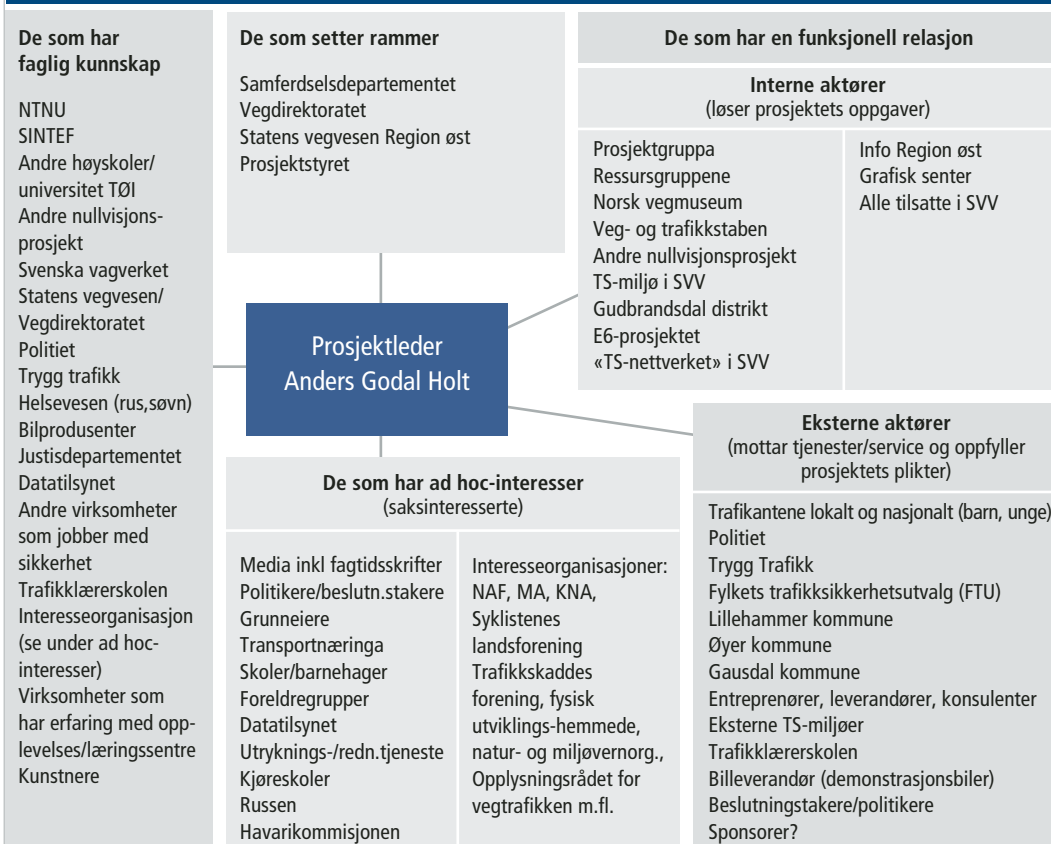 De som har
faglig kunnskap
NTNU
SINTEF
Andre høyskoler/
universitet TØI
Andre nullvisjons-
prosjekt
Svenska vagverket
Statens vegvesen/
Vegdirektoratet
Politiet
Trygg trafikk
Helsevesen (rus,søvn)
Bilprodusenter
Justisdepartementet
Datatilsynet
Andre virksomheter
som jobber med
sikkerhet
Trafikklærerskolen
Interesseorganisasjon
(se under ad hoc-
interesser)
Virksomheter som
har erfaring med opp-
levelses/læringssentre
Kunstnere
De som setter rammer
Samferdselsdepartementet
Vegdirektoratet
Statens vegvesen Region øst
Prosjektstyret
De som har en funksjonell relasjon
Interne aktører
(løser prosjektets oppgaver)
Prosjektgruppa
Ressursgruppene
Norsk vegmuseum
Veg- og trafikkstaben
Andre nullvisjonsprosjekt
TS-miljø i SVV
Gudbrandsdal distrikt
E6-prosjektet
«TS-nettverket» i SVV
Info Region øst
Grafisk senter
Alle tilsatte i SVV
Prosjektleder
Anders Godal Holt
De som har ad hoc-interesser
(saksinteresserte)
Media inkl fagtidsskrifter
Politikere/beslutn.stakere
Grunneiere
Transportnæringa
Skoler/barnehager
Foreldregrupper
Datatilsynet
Utryknings-/redn.tjeneste
Kjøreskoler
Russen
Havarikommisjonen
Interesseorganisasjoner:
NAF, MA, KNA,
Syklistenes
landsforening
Trafikkskaddes
forening, fysisk
utviklings-hemmede,
natur- og miljøvernorg.,
Opplysningsrådet for
vegtrafikken m.fl.
Eksterne aktører
(mottar tjenester/service og oppfyller
prosjektets plikter)
Trafikantene lokalt og nasjonalt (barn, unge)
Politiet
Trygg Trafikk
Fylkets trafikksikkerhetsutvalg (FTU)
Lillehammer kommune
Øyer kommune
Gausdal kommune
Entreprenører, leverandører, konsulenter
Eksterne TS-miljøer
Trafikklærerskolen
Billeverandør (demonstrasjonsbiler)
Beslutningstakere/politikere
Sponsorer?